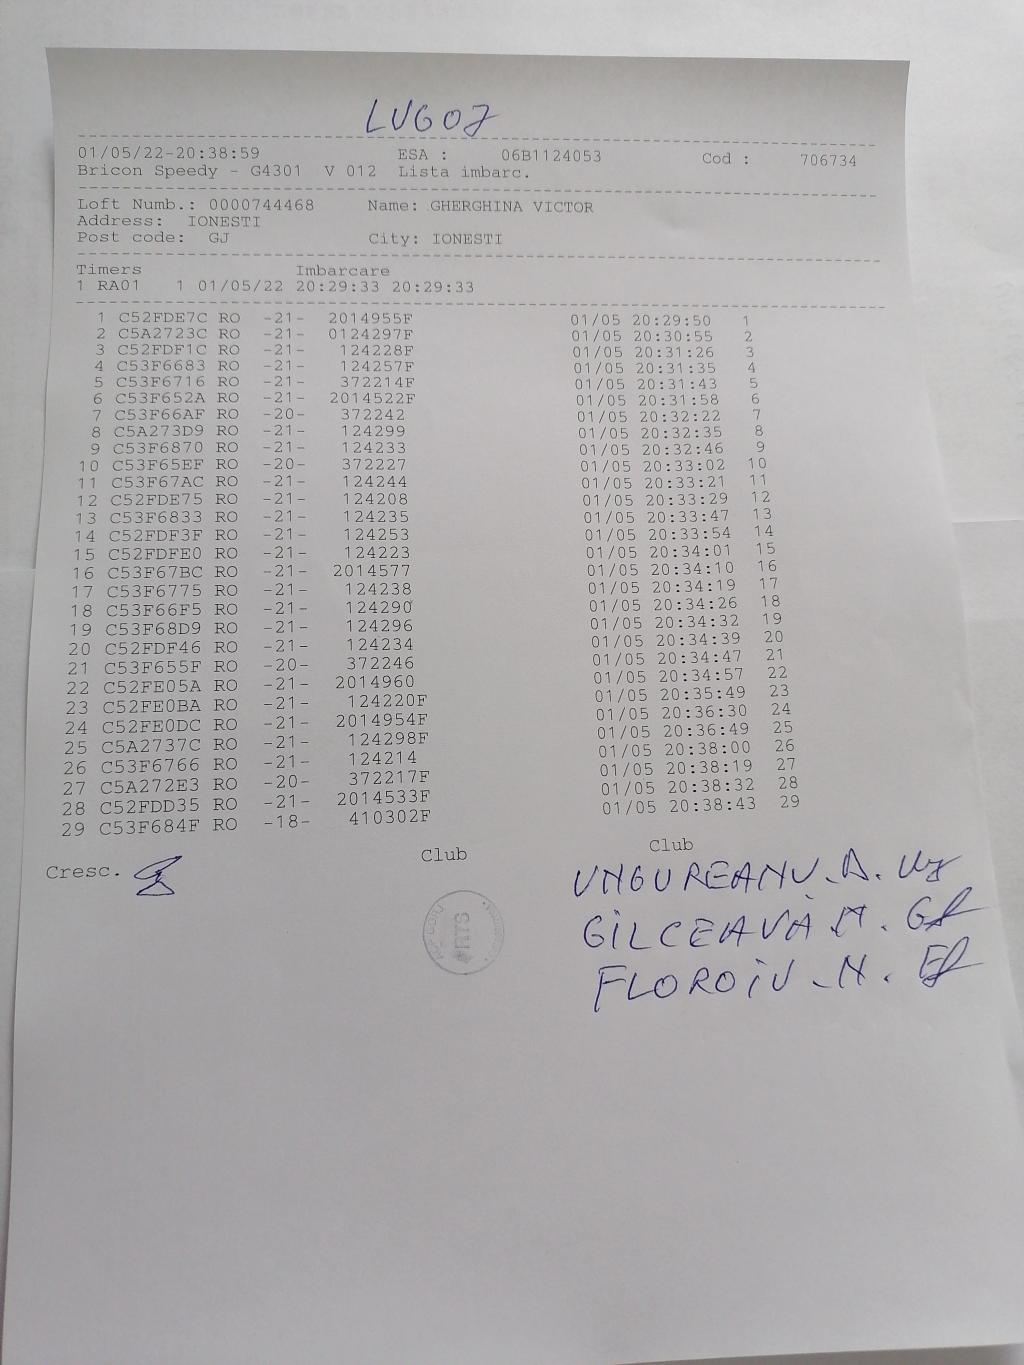 LUGOJ
01/05/22-20:38:59 ESA : 06B1124053 Cod : 706734
Bricon Speedy - G4301 V 012 Lista imbarc.
Loft Numb.: 0000744468 Name: GHERGHINA VICTOR
Address: IONESTI
Post code: GJ City: IONESTI
Timers Imbarcare
1 RA01 1 01/05/22 20:29:33 20:29:33
1 C52FDE7C RO -21- 2014955F 01/05 20:29:50 1
2 C5A2723C RO -21- 0124297F 01/05 20:30:55 2
3 C52FDF1C RO -21- 124228F 01/05 20:31:26 3
4 C53F6683 RO -21- 124257F 01/05 20:31:35 4
5 C53F6716 RO -21- 372214F 01/05 20:31:43 5
6 C53F652A RO -21- 2014522F 01/05 20:31:58 6
7 C53F66AF RO -20- 372242 01/05 20:32:22 7
8 C5A273D9 RO -21- 124299 01/05 20:32:35 8
9 C53F6870 RO -21- 124233 01/05 20:32:46 9
10 C53F65EF RO -20- 372227 01/05 20:33:02 10
11 C53F67AC RO -21- 124244 01/05 20:33:21 11
12 C52FDE75 RO -21- 124208 01/05 20:33:29 12
13 C53F6833 RO -21- 124235 01/05 20:33:47 13
14 C52FDF3F RO -21- 124253 01/05 20:33:54 14
15 C52FDFE0 RO -21- 124223 01/05 20:34:01 15
16 C53F67BC RO -21- 2014577 01/05 20:34:10 16
17 C53F6775 RO -21- 124238 01/05 20:34:19 17
18 C53F66F5 RO -21- 124290 01/05 20:34:26 18
19 C53F68D9 RO -21- 124296 01/05 20:34:32 19
20 C52FDF46 RO -21- 124234 01/05 20:34:39 20
21 C53F655F RO -20- 372246 01/05 20:34:47 21
22 C52FE05A RO -21- 2014960 01/05 20:34:57 22
23 C52FE0BA RO -21- 124220F 01/05 20:35:49 23
24 C52FE0DC RO -21- 2014954F 01/05 20:36:30 24
25 C5A2737C RO -21- 124298F 01/05 20:36:49 25
26 C53F6766 RO -21- 124214 01/05 20:38:00 26
27 C5A272E3 RO -20- 372217F 01/05 20:38:19 27
28 C52FDD35 RO -21- 2014533F 01/05 20:38:32 28
29 C53F684F RO -18- 410302F 01/05 20:38:43 29
Cresc. Club Club
UNGUREANU.A.
GÎLCEAVĂ.M.
FLOROIU.N.
RTS